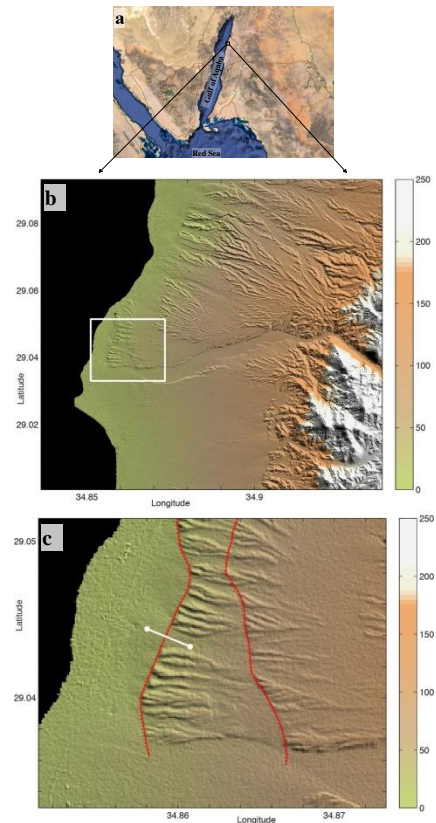 a
Gulf of Aqaba
Red Sea
b
29.08
29.06
29.04
29.02
Latitude
34.85
34.9
Longitude
250
200
150
100
50
0
c
29.05
29.04
Latitude
34.86
34.87
Longitude
250
200
150
100
50
0